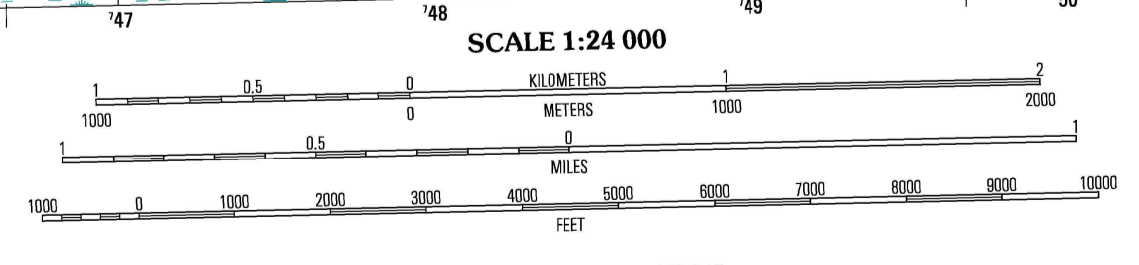 ⁷47 ⁷48 ⁷49
SCALE 1:24 000
1 0.5 0 KILOMETERS 1 2
1000 0 METERS 1000 2000
1 0.5 0 1
MILES
1000 0 1000 2000 3000 4000 5000 6000 7000 8000 9000 10000
FEET